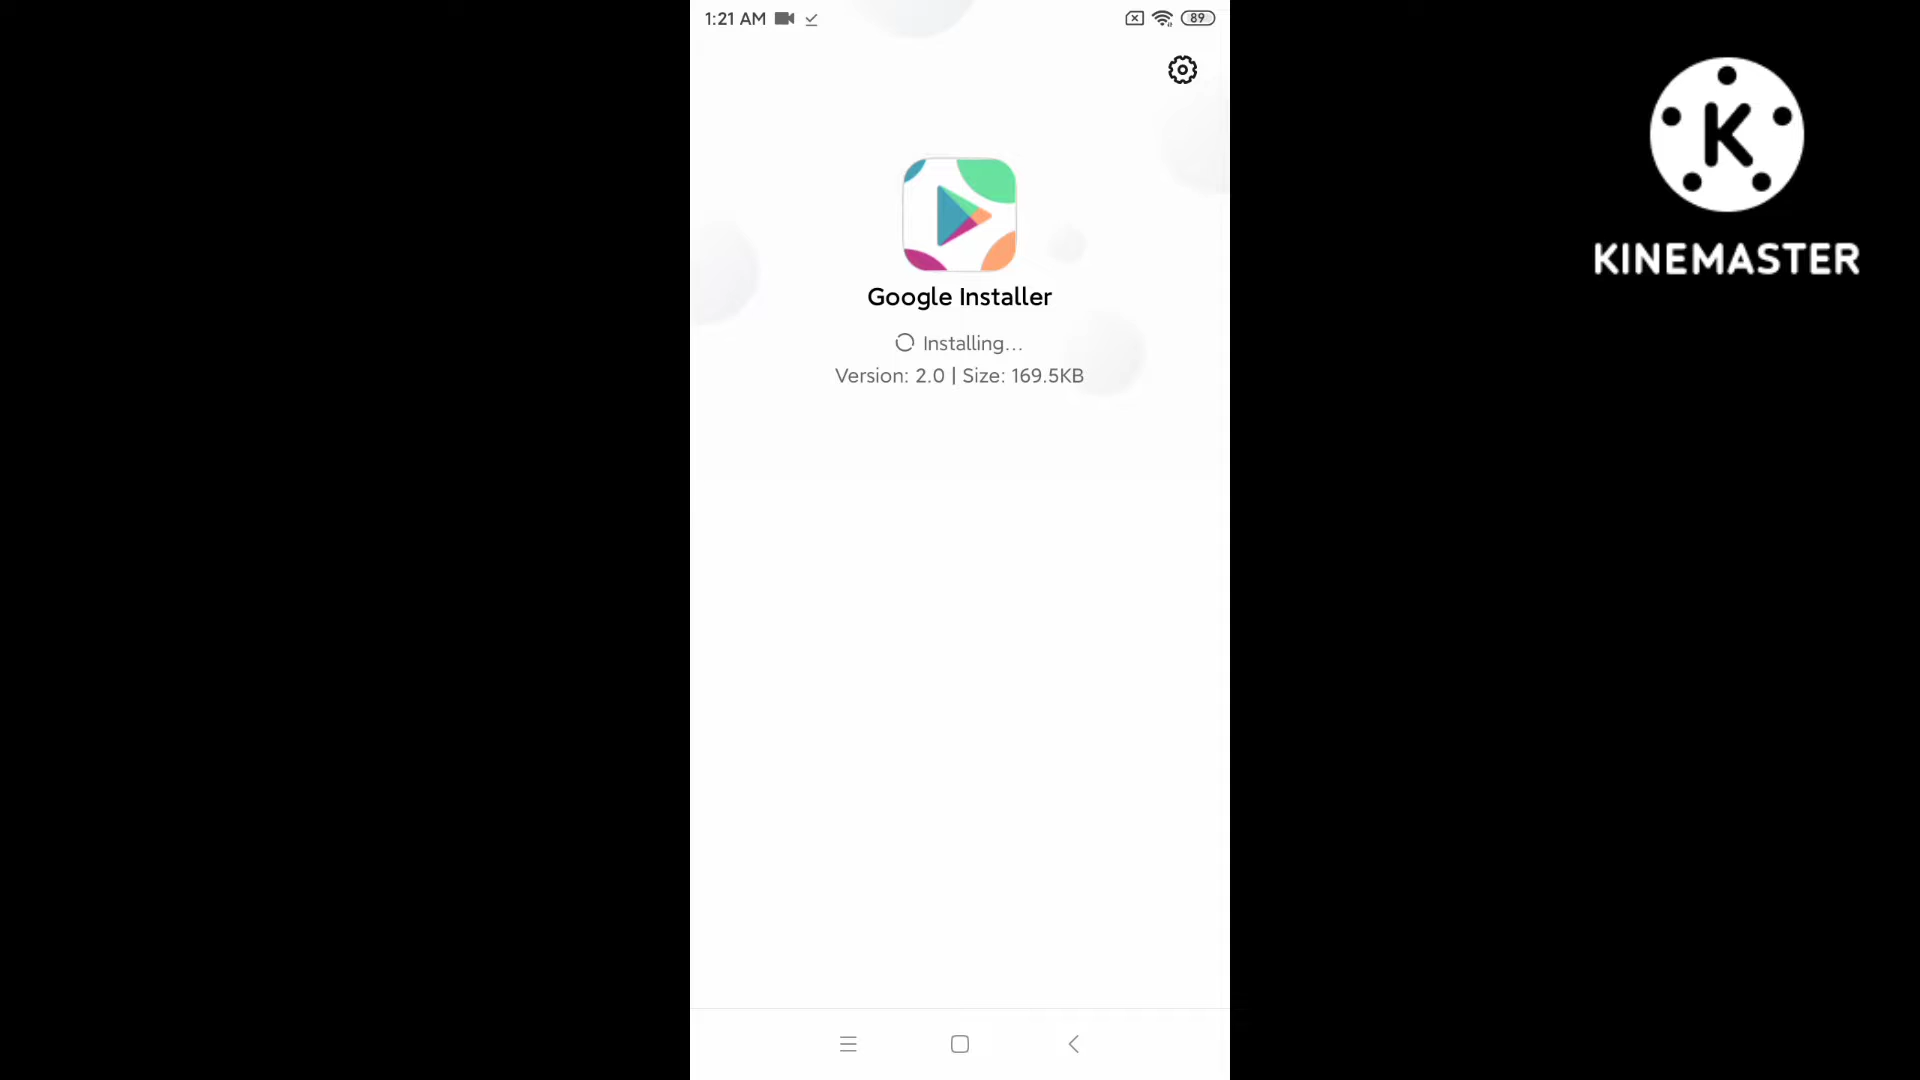 1:21 AM
89
K
KINEMASTER
Google Installer
Installing...
Version: 2.0 | Size: 169.5KB